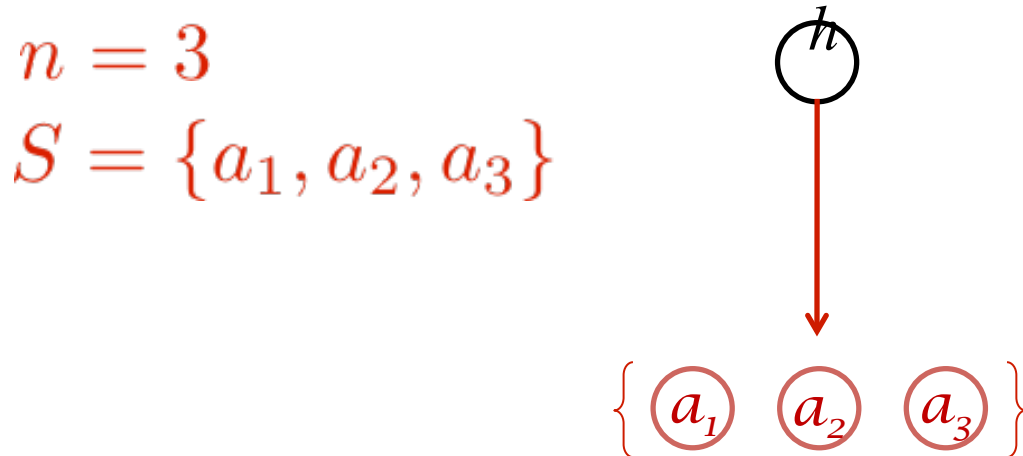 n = 3
S = {a₁, a₂, a₃}
h
{ a₁ a₂ a₃ }